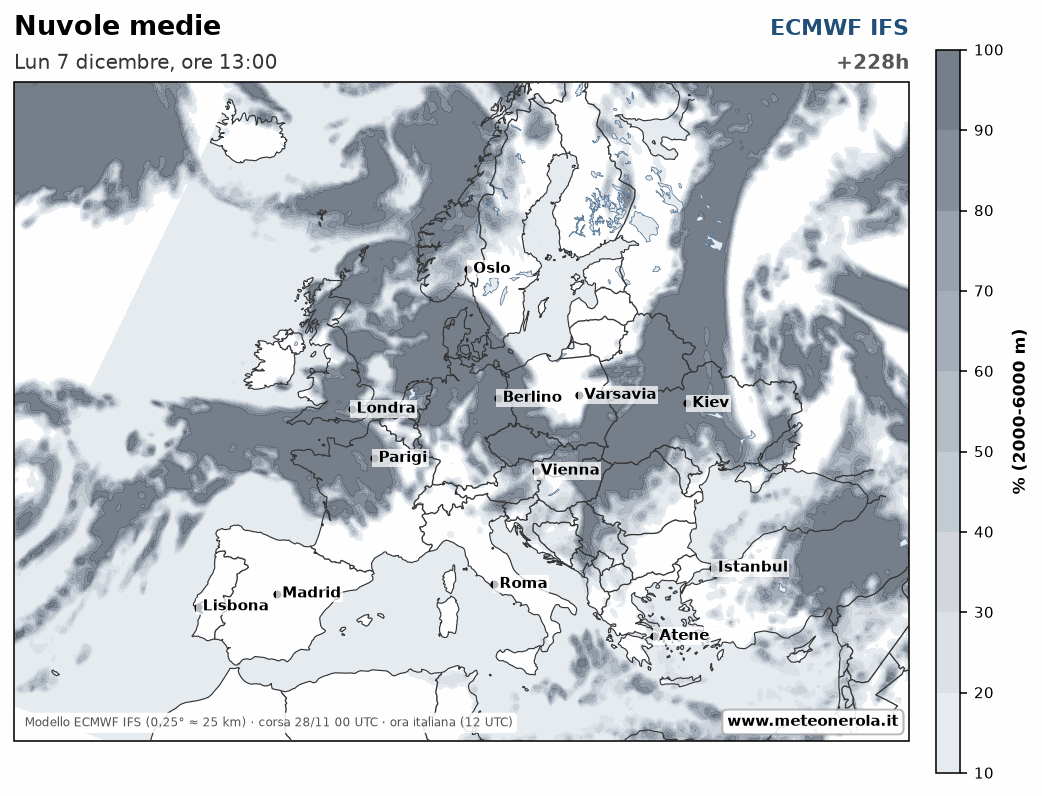 Nuvole medie
ECMWF IFS
Lun 7 dicembre, ore 13:00
+228h
100
90
80
70
60
50
40
30
20
10
% (2000-6000 m)
Oslo
Berlino
Varsavia
Kiev
Londra
Parigi
Vienna
Istanbul
Roma
Madrid
Lisbona
Atene
Modello ECMWF IFS (0,25° ≈ 25 km) · corsa 28/11 00 UTC · ora italiana (12 UTC)
www.meteonerola.it